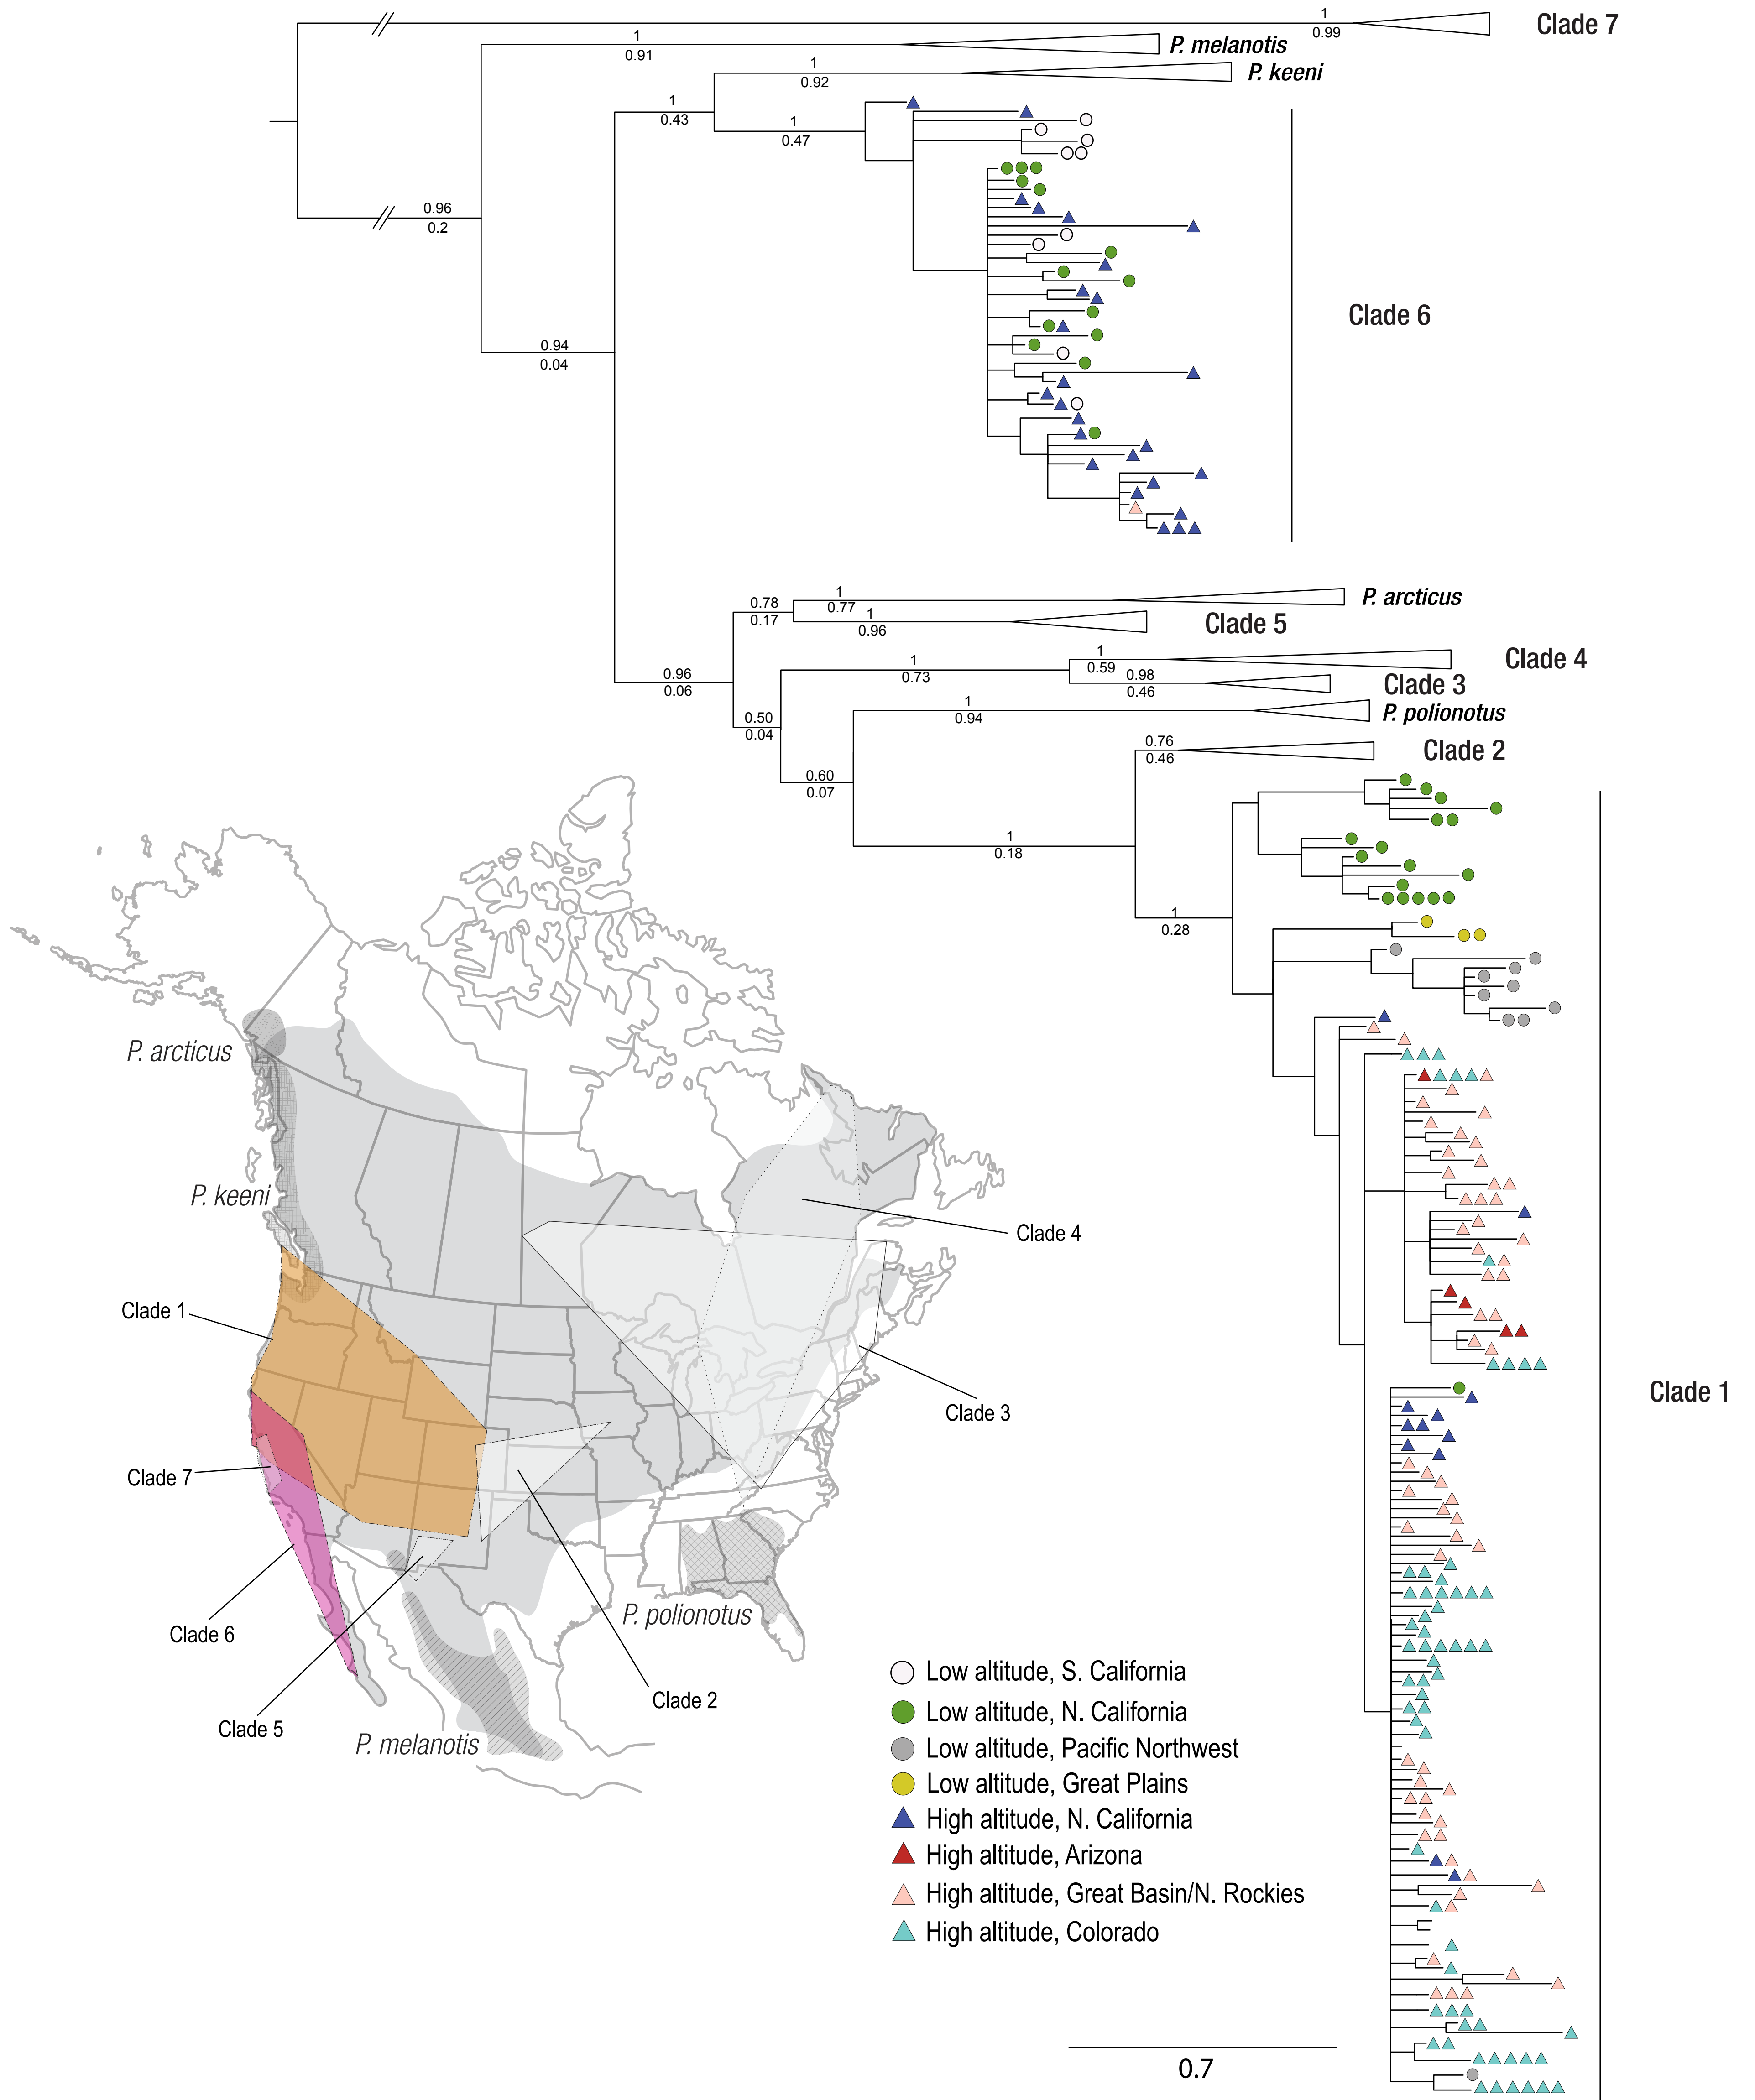 1
0.99
Clade 7
1
0.91
P. melanotis
1
0.92
P. keeni
1
0.43
1
0.47
0.96
0.2
Clade 6
0.94
0.04
1
0.77
P. arcticus
0.78
0.17
1
0.96
Clade 5
1
0.59
Clade 4
1
0.73
0.98
0.46
Clade 3
0.96
0.06
1
0.94
P. polionotus
0.50
0.04
0.76
0.46
Clade 2
0.60
0.07
1
0.18
1
0.28
Clade 1
P. arcticus
P. keeni
Clade 4
Clade 1
Clade 3
Clade 7
P. polionotus
Clade 6
Clade 2
Clade 5
P. melanotis
Low altitude, S. California
Low altitude, N. California
Low altitude, Pacific Northwest
Low altitude, Great Plains
High altitude, N. California
High altitude, Arizona
High altitude, Great Basin/N. Rockies
High altitude, Colorado
0.7